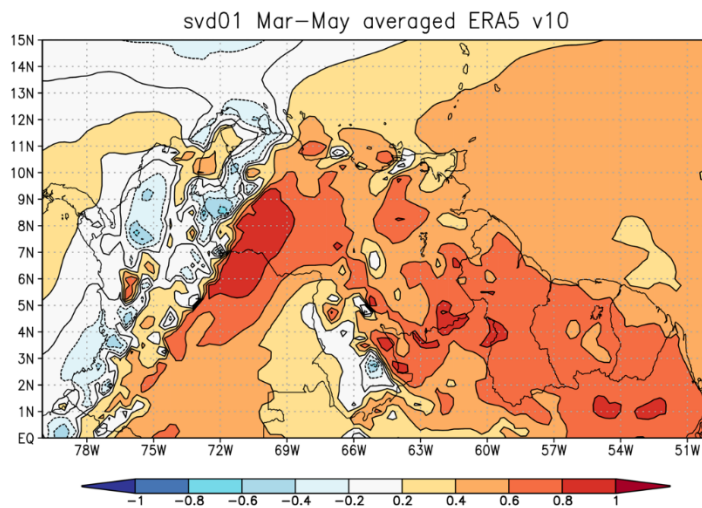 svd01 Mar-May averaged ERA5 v10
15N
14N
13N
12N
11N
10N
9N
8N
7N
6N
5N
4N
3N
2N
1N
EQ
78W 75W 72W 69W 66W 63W 60W 57W 54W 51W
-1 -0.8 -0.6 -0.4 -0.2 0.2 0.4 0.6 0.8 1